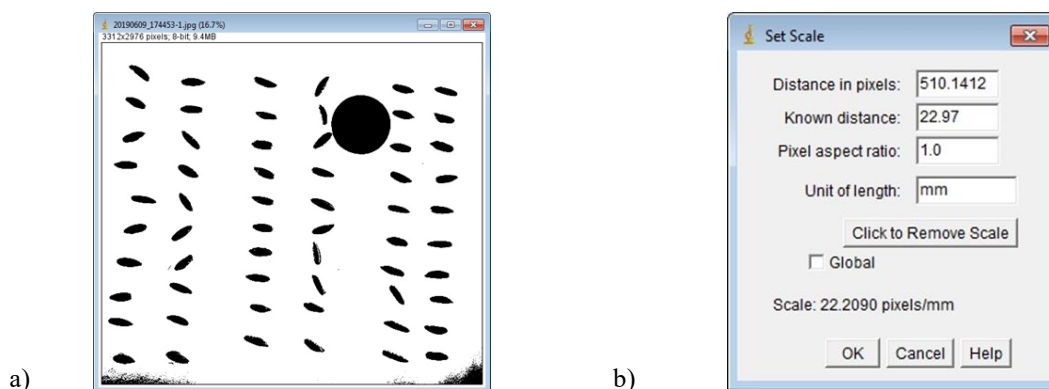 20190609_174453-1.jpg (16.7%)
3312x2976 pixels; 8-bit; 9.4MB
a)
Set Scale
Distance in pixels: 510.1412
Known distance: 22.97
Pixel aspect ratio: 1.0
Unit of length: mm
Click to Remove Scale
Global
Scale: 22.2090 pixels/mm
OK Cancel Help
b)